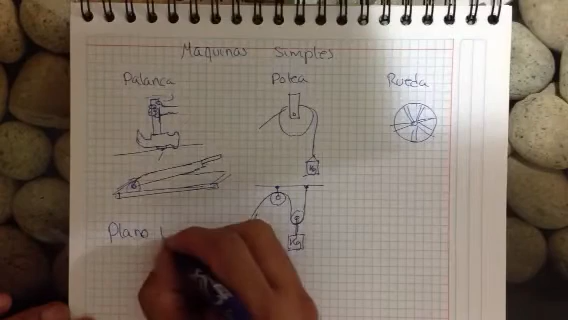 Maquinas Simples
Palanca Polea Rueda
Kg
Kg
Plano